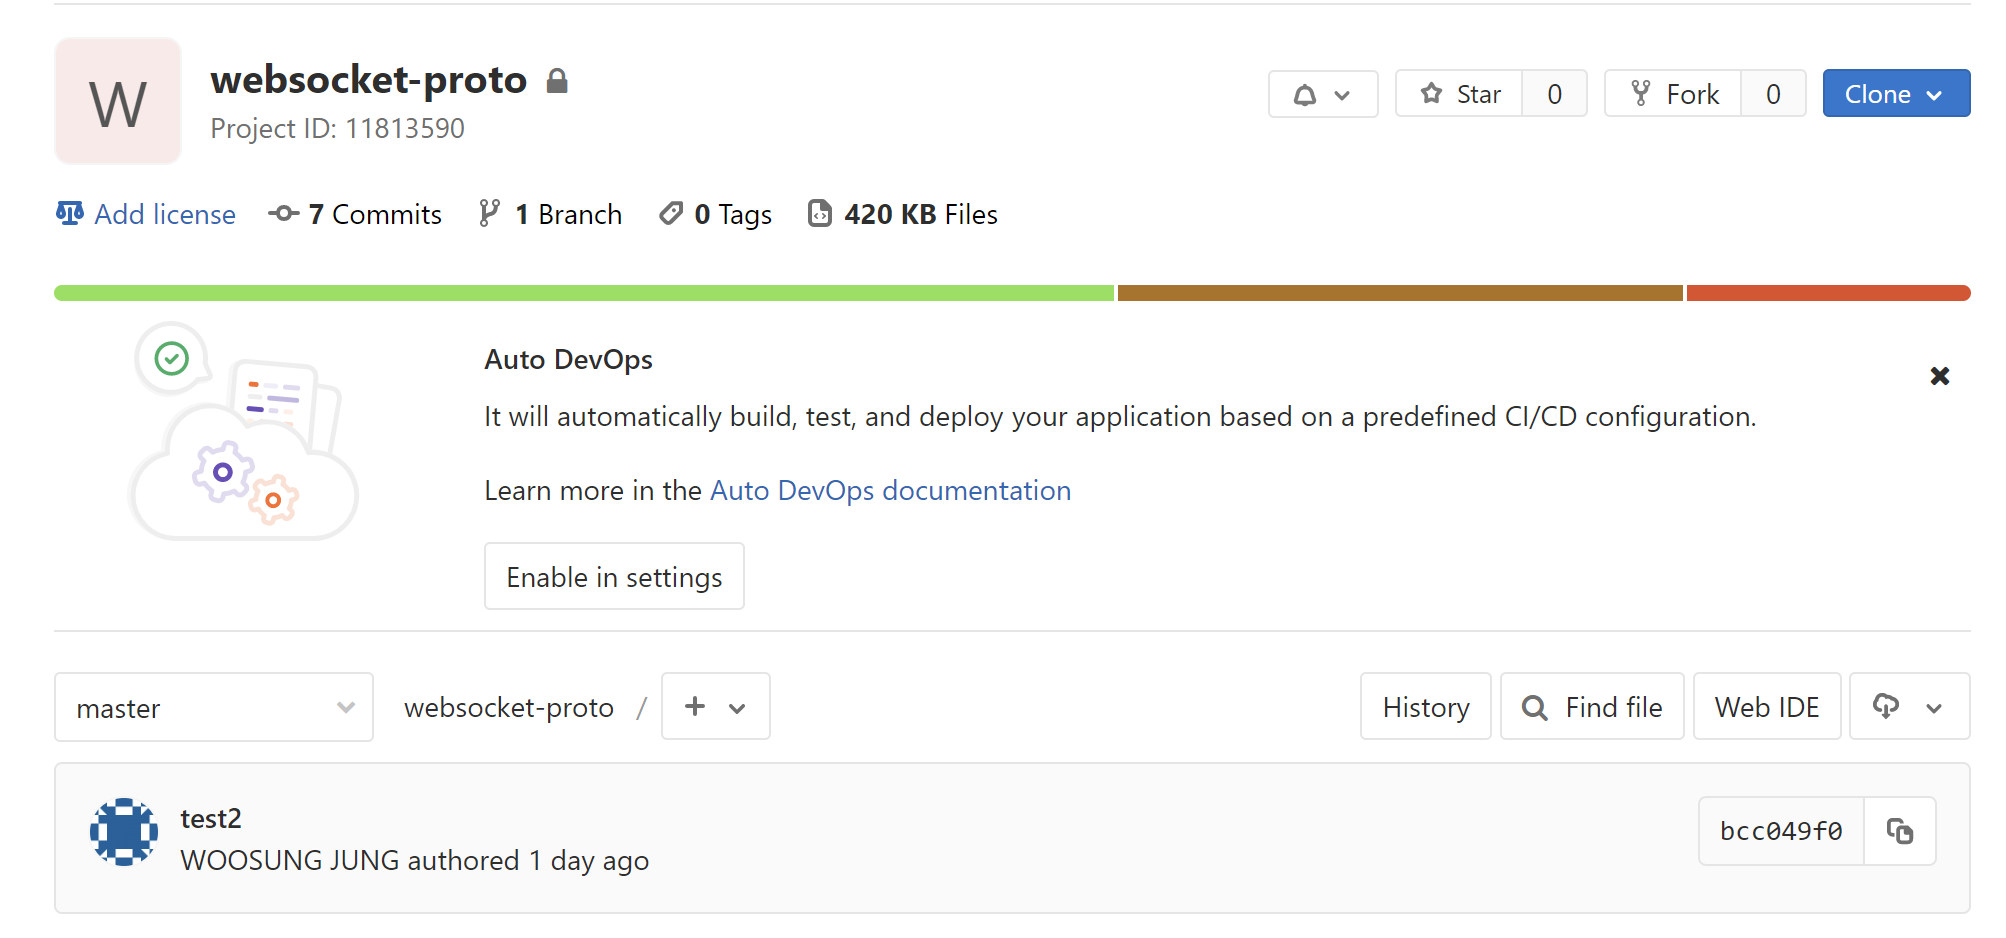 W
websocket-proto
Project ID: 11813590
Star 0
Fork 0
Clone
Add license
7 Commits
1 Branch
0 Tags
420 KB Files
Auto DevOps
It will automatically build, test, and deploy your application based on a predefined CI/CD configuration.
Learn more in the Auto DevOps documentation
Enable in settings
master
websocket-proto /
History
Find file
Web IDE
test2
WOOSUNG JUNG authored 1 day ago
bcc049f0